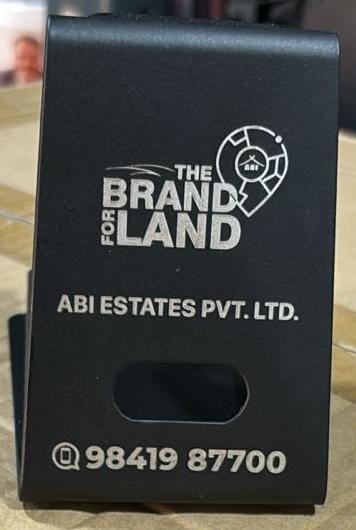 THE
BRAND
FOR LAND
ABI
ABI ESTATES PVT. LTD.
98419 87700